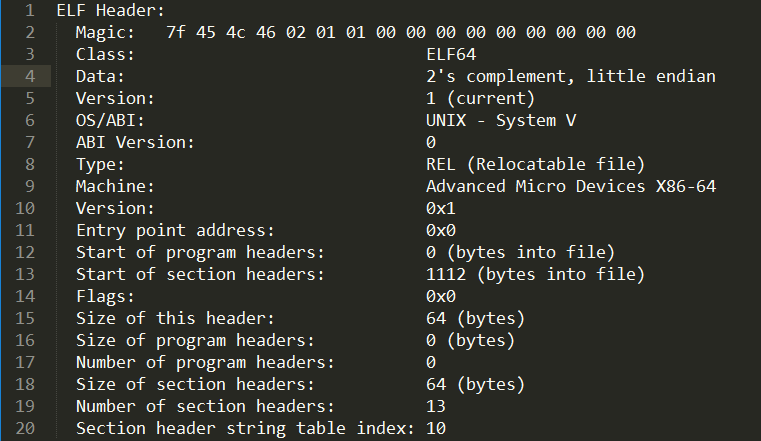 1 ELF Header:
2 Magic: 7f 45 4c 46 02 01 01 00 00 00 00 00 00 00 00 00
3 Class: ELF64
4 Data: 2's complement, little endian
5 Version: 1 (current)
6 OS/ABI: UNIX - System V
7 ABI Version: 0
8 Type: REL (Relocatable file)
9 Machine: Advanced Micro Devices X86-64
10 Version: 0x1
11 Entry point address: 0x0
12 Start of program headers: 0 (bytes into file)
13 Start of section headers: 1112 (bytes into file)
14 Flags: 0x0
15 Size of this header: 64 (bytes)
16 Size of program headers: 0 (bytes)
17 Number of program headers: 0
18 Size of section headers: 64 (bytes)
19 Number of section headers: 13
20 Section header string table index: 10